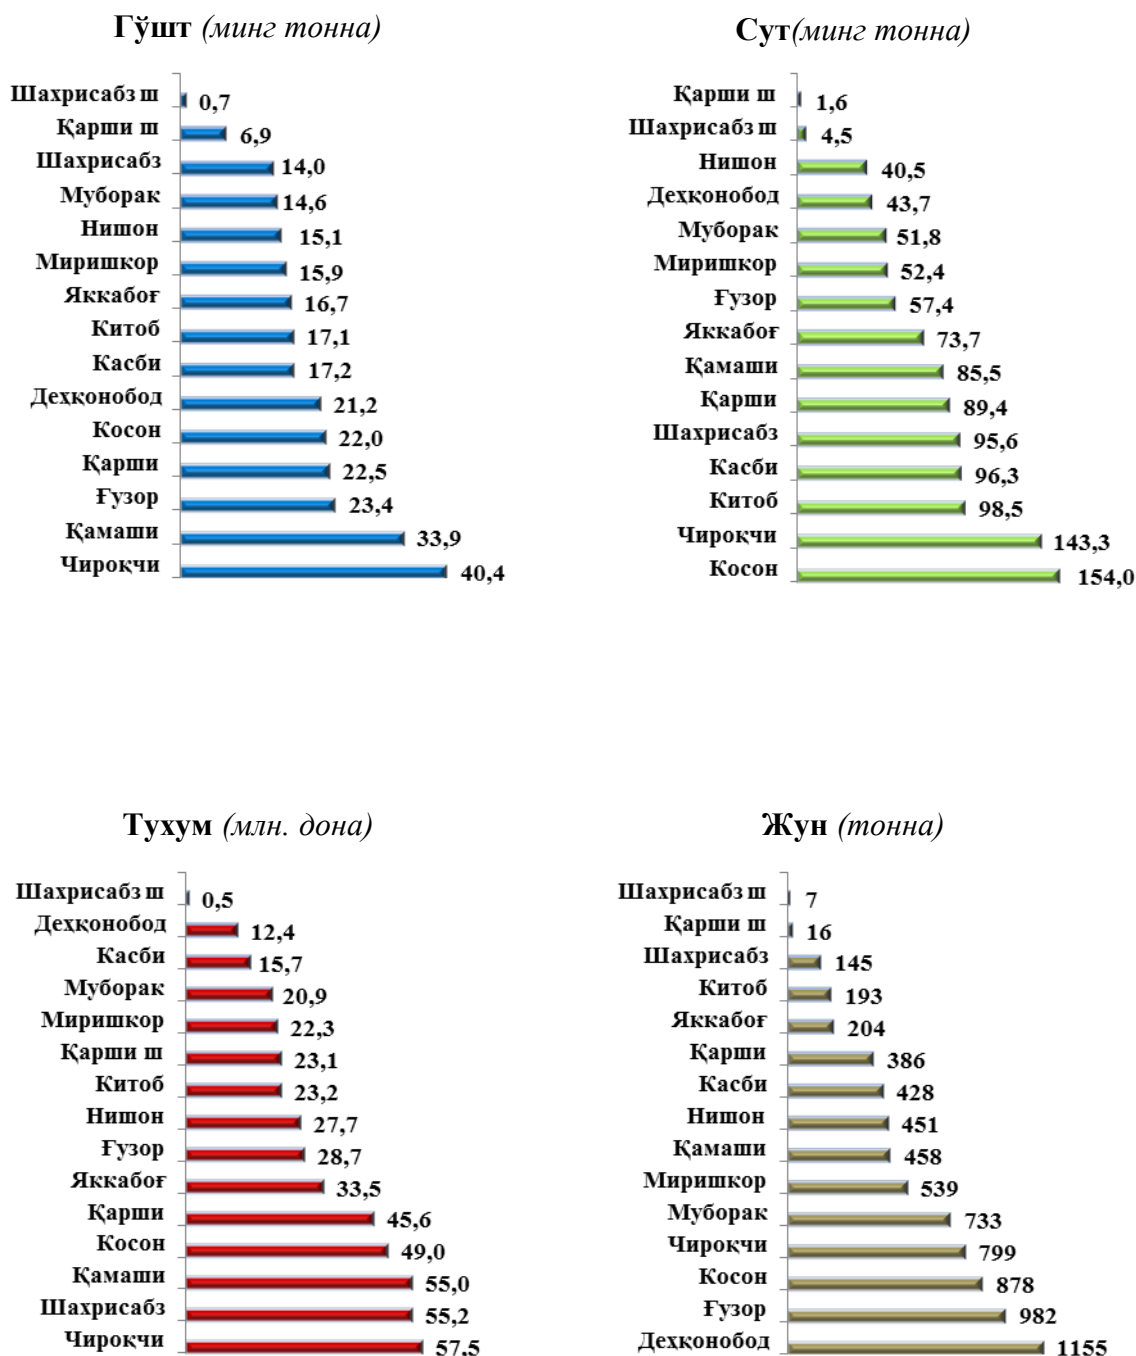 Гўшт (минг тонна)
Шахрисабз ш 0,7
Қарши ш 6,9
Шахрисабз 14,0
Муборак 14,6
Нишон 15,1
Миришкор 15,9
Яккабоғ 16,7
Китоб 17,1
Касби 17,2
Деҳқонобод 21,2
Косон 22,0
Қарши 22,5
Ғузор 23,4
Қамаши 33,9
Чироқчи 40,4
Сут(минг тонна)
Қарши ш 1,6
Шахрисабз ш 4,5
Нишон 40,5
Деҳқонобод 43,7
Муборак 51,8
Миришкор 52,4
Ғузор 57,4
Яккабоғ 73,7
Қамаши 85,5
Қарши 89,4
Шахрисабз 95,6
Касби 96,3
Китоб 98,5
Чироқчи 143,3
Косон 154,0
Тухум (млн. дона)
Шахрисабз ш 0,5
Деҳқонобод 12,4
Касби 15,7
Муборак 20,9
Миришкор 22,3
Қарши ш 23,1
Китоб 23,2
Нишон 27,7
Ғузор 28,7
Яккабоғ 33,5
Қарши 45,6
Косон 49,0
Қамаши 55,0
Шахрисабз 55,2
Чироқчи 57,5
Жун (тонна)
Шахрисабз ш 7
Қарши ш 16
Шахрисабз 145
Китоб 193
Яккабоғ 204
Қарши 386
Касби 428
Нишон 451
Қамаши 458
Миришкор 539
Муборак 733
Чироқчи 799
Косон 878
Ғузор 982
Деҳқонобод 1155